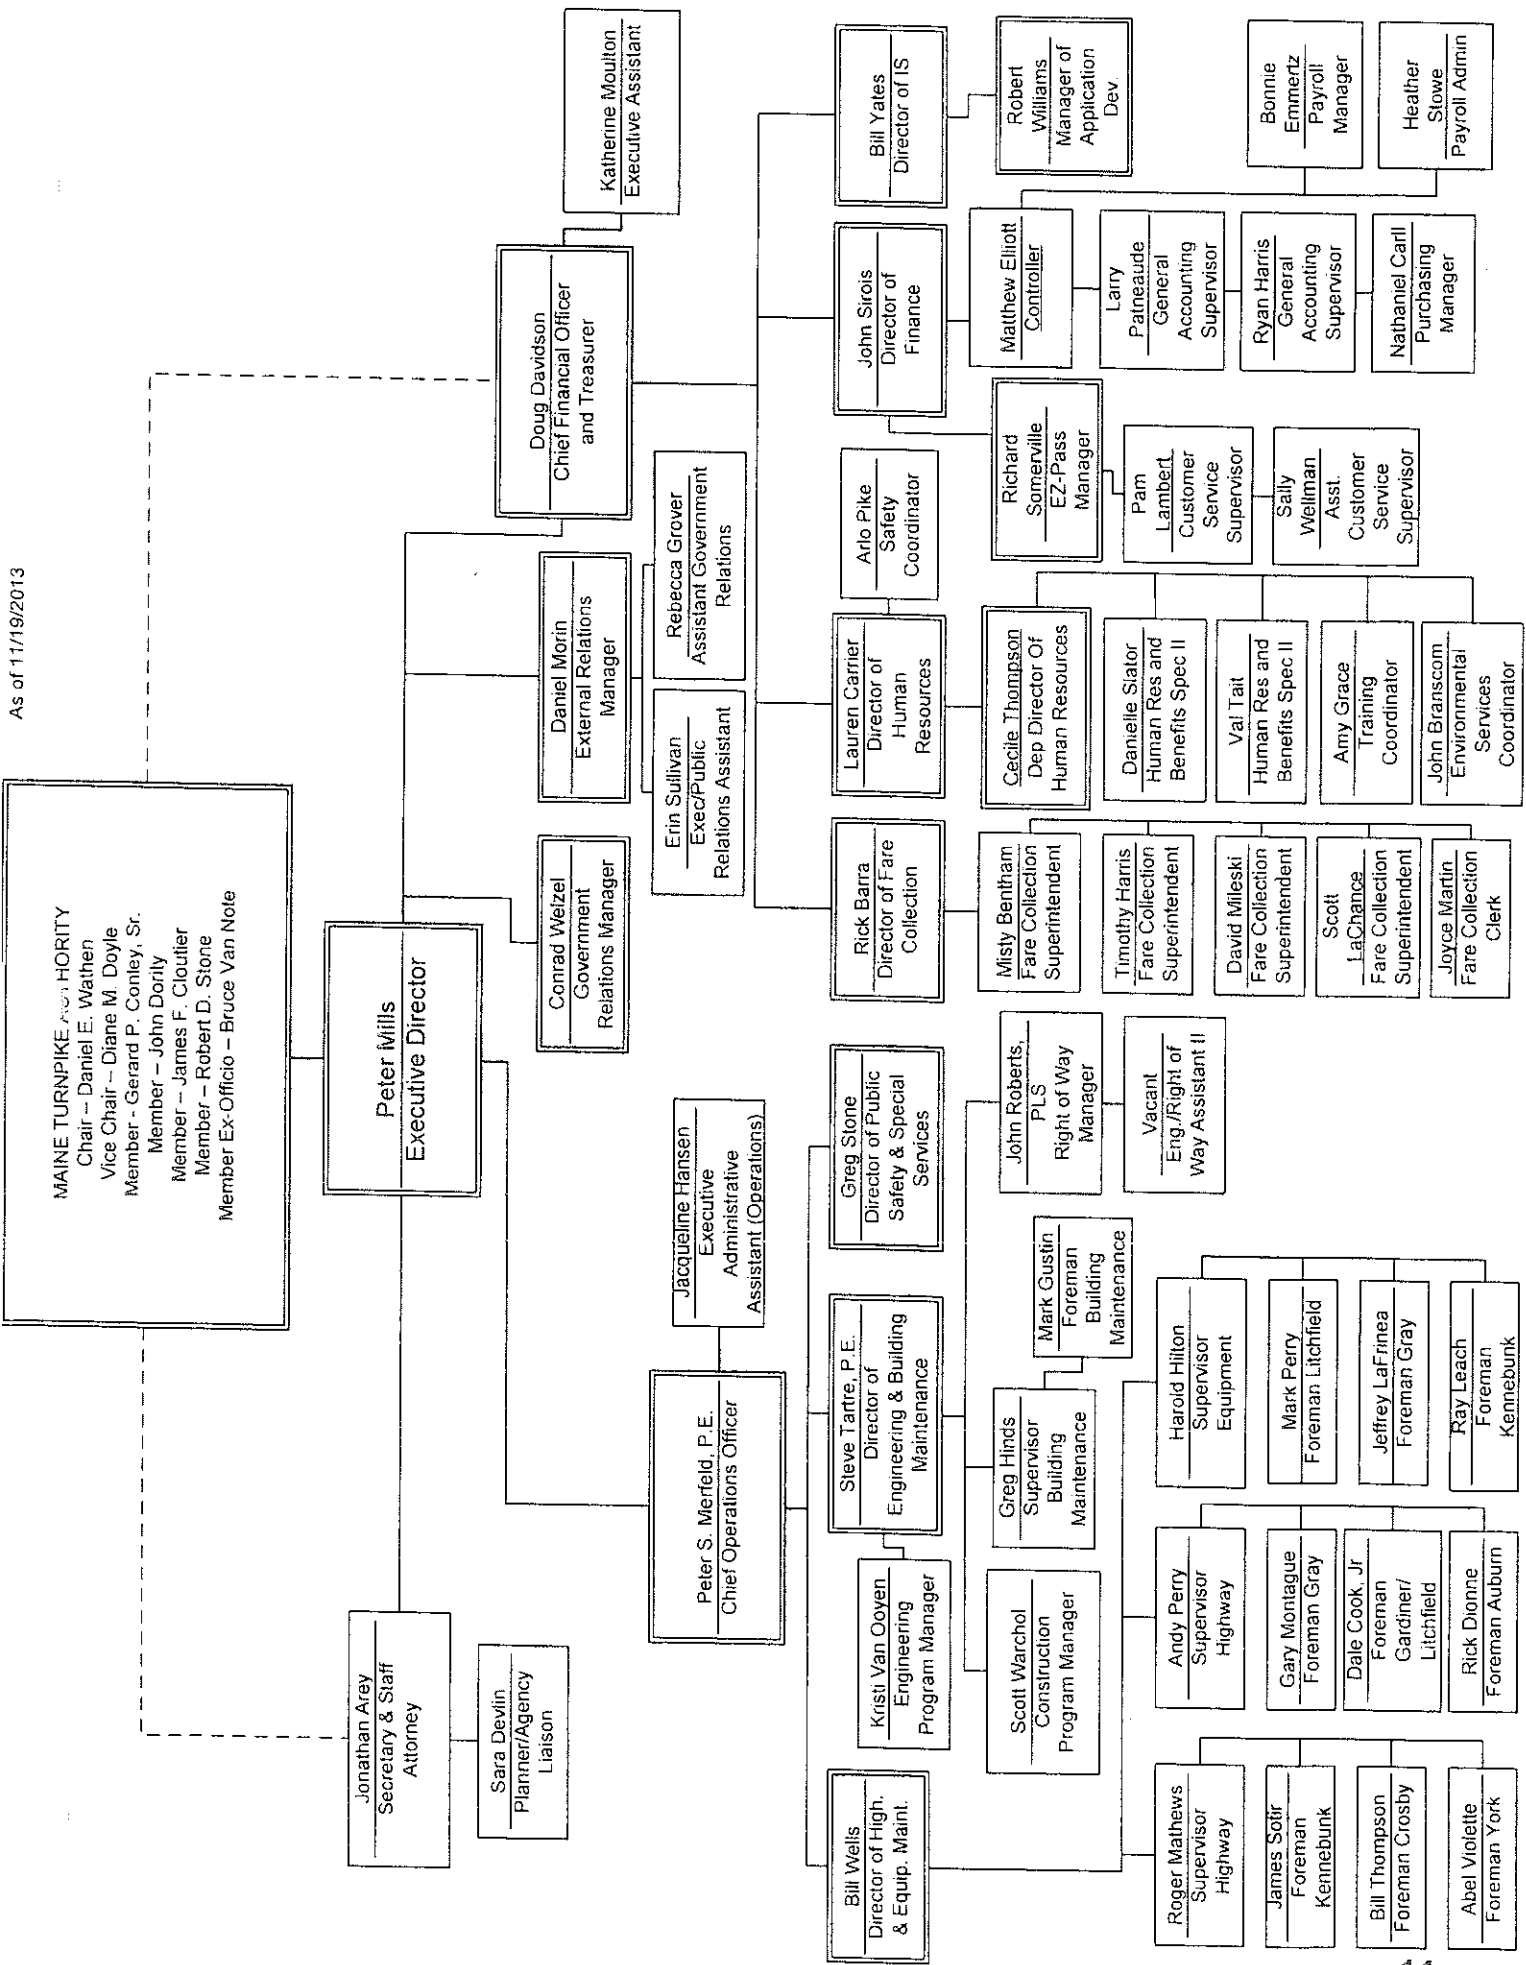 As of 11/19/2013
MAINE TURNPIKE
Chair – Daniel E. Wathen
Vice Chair – Diane M. Doyle
Member - Gerard P. Conley, Sr.
Member – John Dority
Member – James F. Cloutier
Member – Robert D. Stone
Member Ex-Officio – Bruce Van Note
Peter Mills
Executive Director
Jonathan Arey
Secretary & Staff
Attorney
Sara Devlin
Planner/Agency
Liaison
Conrad Welzel
Government
Relations Manager
Daniel Morin
External Relations
Manager
Erin Sullivan
Exec/Public
Relations Assistant
Rebecca Grover
Assistant Government
Relations
Doug Davidson
Chief Financial Officer
and Treasurer
Katherine Moulton
Executive Assistant
Peter S. Merfeld, P.E.
Chief Operations Officer
Jacqueline Hansen
Executive
Administrative
Assistant (Operations)
Bill Wells
Director of High.
& Equip. Maint.
Steve Tartre, P.E.
Director of
Engineering & Building
Maintenance
Greg Stone
Director of Public
Safety & Special
Services
Kristi Van Ooyen
Engineering
Program Manager
Scott Warchol
Construction
Program Manager
Greg Hinds
Supervisor
Building
Maintenance
Mark Gustin
Foreman
Building
Maintenance
John Roberts,
PLS
Right of Way
Manager
Vacant
Eng./Right of
Way Assistant II
Roger Mathews
Supervisor
Highway
James Sotir
Foreman
Kennebunk
Bill Thompson
Foreman Crosby
Abel Violette
Foreman York
Andy Perry
Supervisor
Highway
Gary Montague
Foreman Gray
Dale Cook, Jr
Foreman
Gardiner/
Litchfield
Rick Dionne
Foreman Auburn
Harold Hilton
Supervisor
Equipment
Mark Perry
Foreman Litchfield
Jeffrey LaFrinea
Foreman Gray
Ray Leach
Foreman
Kennebunk
Rick Barra
Director of Fare
Collection
Misty Bentham
Fare Collection
Superintendent
Timothy Harris
Fare Collection
Superintendent
David Mileski
Fare Collection
Superintendent
Scott
LaChance
Fare Collection
Superintendent
Joyce Martin
Fare Collection
Clerk
Lauren Carrier
Director of
Human
Resources
Arlo Pike
Safety
Coordinator
Cecile Thompson
Dep Director Of
Human Resources
Danielle Slator
Human Res and
Benefits Spec II
Val Tait
Human Res and
Benefits Spec II
Amy Grace
Training
Coordinator
John Branscom
Environmental
Services
Coordinator
John Sirois
Director of
Finance
Richard
Somerville
EZ-Pass
Manager
Pam
Lambert
Customer
Service
Supervisor
Sally
Wellman
Asst.
Customer
Service
Supervisor
Matthew Elliott
Controller
Larry
Patneaude
General
Accounting
Supervisor
Ryan Harris
General
Accounting
Supervisor
Nathaniel Carll
Purchasing
Manager
Bill Yates
Director of IS
Robert
Williams
Manager of
Application
Dev.
Bonnie
Emmertz
Payroll
Manager
Heather
Stowe
Payroll Admin